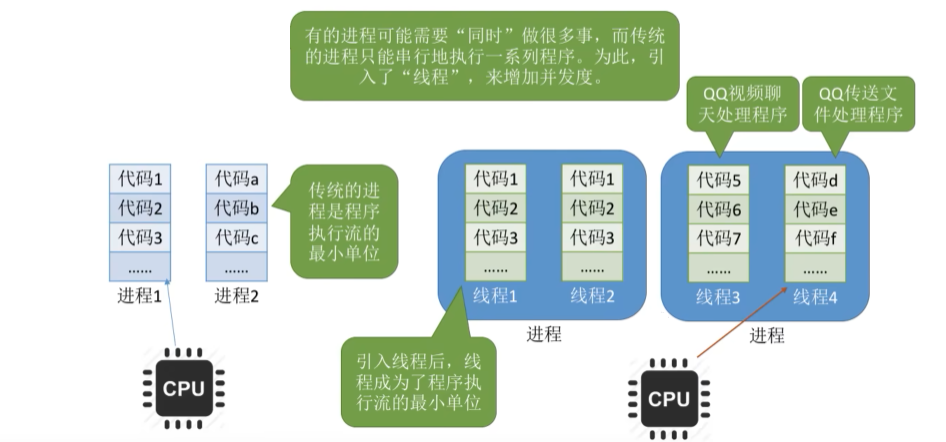 有的进程可能需要“同时”做很多事，而传统
的进程只能串行地执行一系列程序。为此，引
入了“线程”，来增加并发度。
QQ视频聊
天处理程序
QQ传送文
件处理程序
代码1
代码2
代码3
……
进程1
代码a
代码b
代码c
……
进程2
传统的进
程是程序
执行流的
最小单位
代码1
代码2
代码3
……
线程1
代码1
代码2
代码3
……
线程2
进程
代码5
代码6
代码7
……
线程3
代码d
代码e
代码f
……
线程4
进程
引入线程后，线
程成为了程序执
行流的最小单位
CPU
CPU